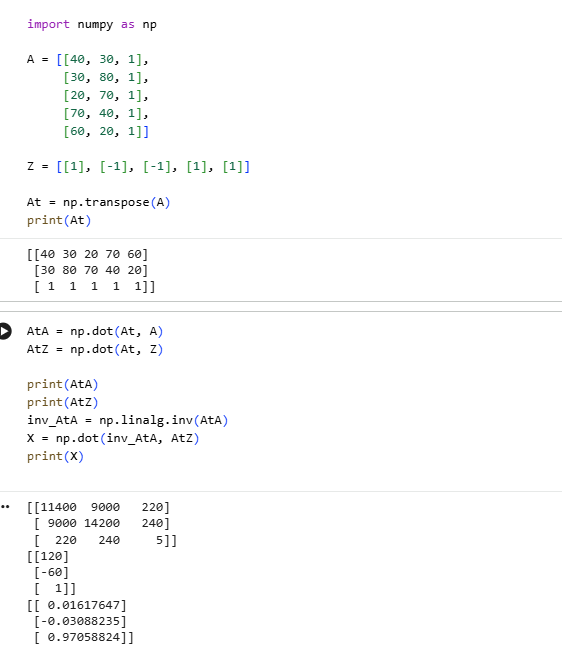 import numpy as np
A = [[40, 30, 1],
[30, 80, 1],
[20, 70, 1],
[70, 40, 1],
[60, 20, 1]]
Z = [[1], [-1], [-1], [1], [1]]
At = np.transpose(A)
print(At)
[[40 30 20 70 60]
[30 80 70 40 20]
[ 1 1 1 1 1]]
AtA = np.dot(At, A)
AtZ = np.dot(At, Z)
print(AtA)
print(AtZ)
inv_AtA = np.linalg.inv(AtA)
X = np.dot(inv_AtA, AtZ)
print(X)
[[11400 9000 220]
[ 9000 14200 240]
[ 220 240 5]]
[[120]
[-60]
[ 1]]
[[ 0.01617647]
[-0.03088235]
[ 0.97058824]]